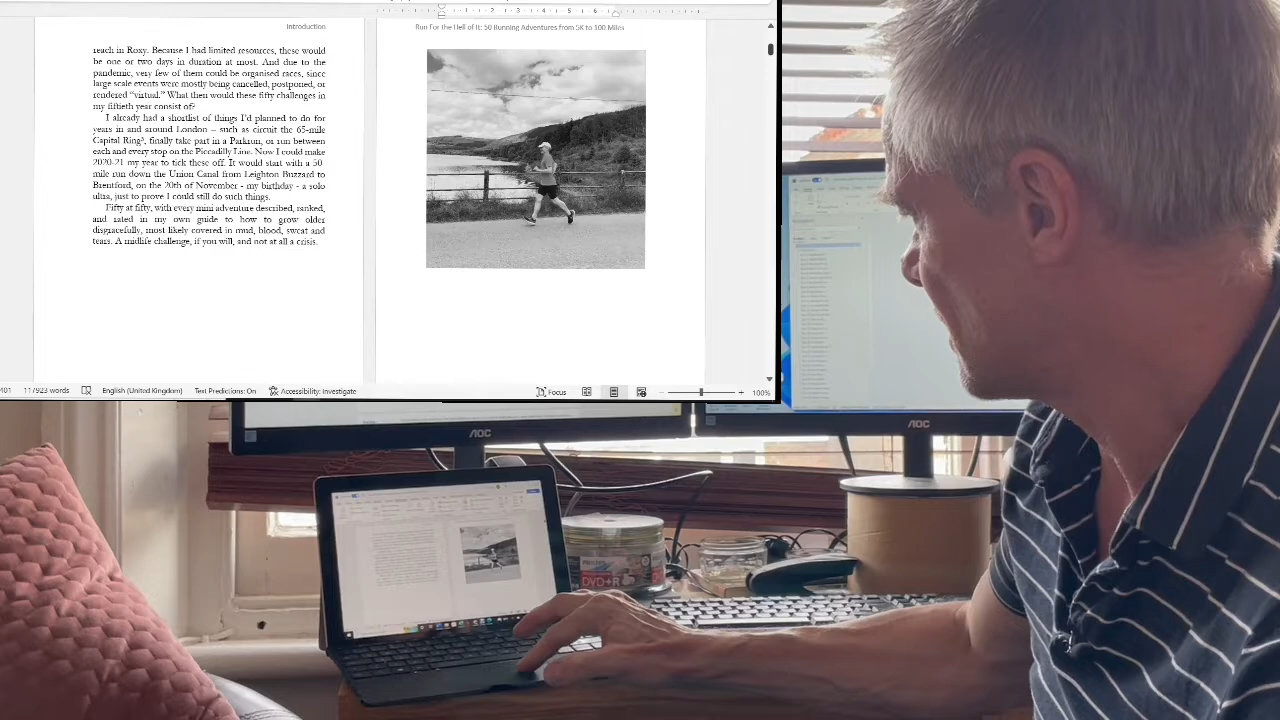 Introduction
reach in Roxy. Because I had limited resources, these would
be one or two days in duration at most. And due to the
pandemic, very few of them could be organised races, since
large scale events were mostly being cancelled, postponed, or
rendered "virtual." What then would these fifty challenges in
my fiftieth year consist of?
I already had a shortlist of things I'd planned to do for
years in and around London – such as circuit the 65-mile
Capital Ring³, finally take part in a Parkrun, or run between
each and every stop on the Piccadilly Line. Now I could make
2020-21 my year to tick these off. It would start with a 50
mile run down the Union Canal from Leighton Buzzard to
Brentford, on the 20th of November - my birthday - a solo
ultra, just to prove I could still do such things.
Fifty at fifty, with every mini adventure described, ranked,
and rated in my own guide to how to grow older
disgracefully, most likely covered in mud, blood, sweat and
tears. A midlife challenge, if you will, and not at all a crisis.
Run For the Hell of It: 50 Running Adventures from 5K to 100 Miles
401 117923 words English (United Kingdom) Text Predictions: On Accessibility: Investigate Focus 100%
AOC
AOC
DVD+R